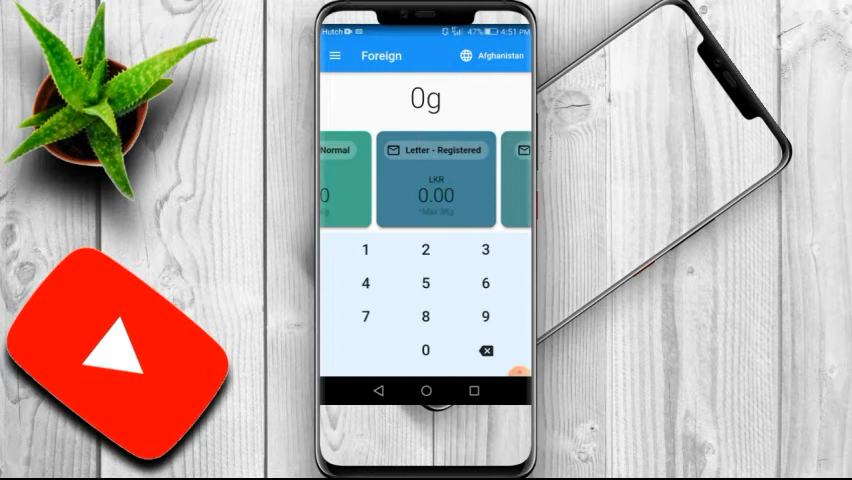 Hutch 47% 4:51 PM
Foreign Afghanistan
0g
Normal Letter - Registered
LKR
0 0.00
*Max 2Kg
1 2 3
4 5 6
7 8 9
0